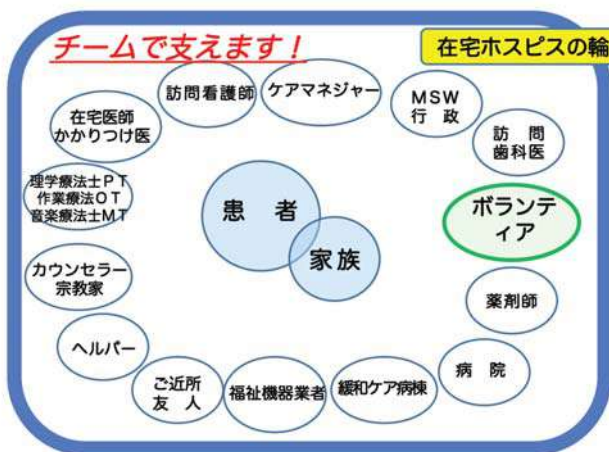 チームで支えます！
在宅ホスピスの輪
訪問看護師
ケアマネジャー
MSW
行　政
訪　問
歯科医
在宅医師
かかりつけ医
理学療法士ＰＴ
作業療法ＯＴ
音楽療法士ＭＴ
患　者
家族
ボランテ
ィア
カウンセラー
宗教家
薬剤師
ヘルパー
病　院
ご近所
友　人
福祉機器業者
緩和ケア病棟